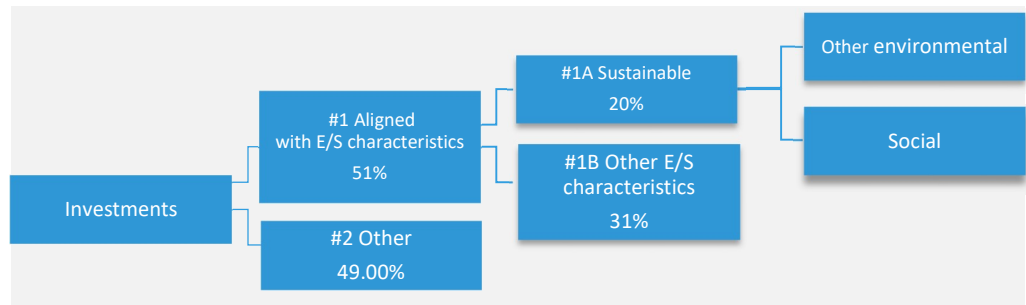 Investments
#1 Aligned
with E/S characteristics
51%
#2 Other
49.00%
#1A Sustainable
20%
#1B Other E/S
characteristics
31%
Other environmental
Social